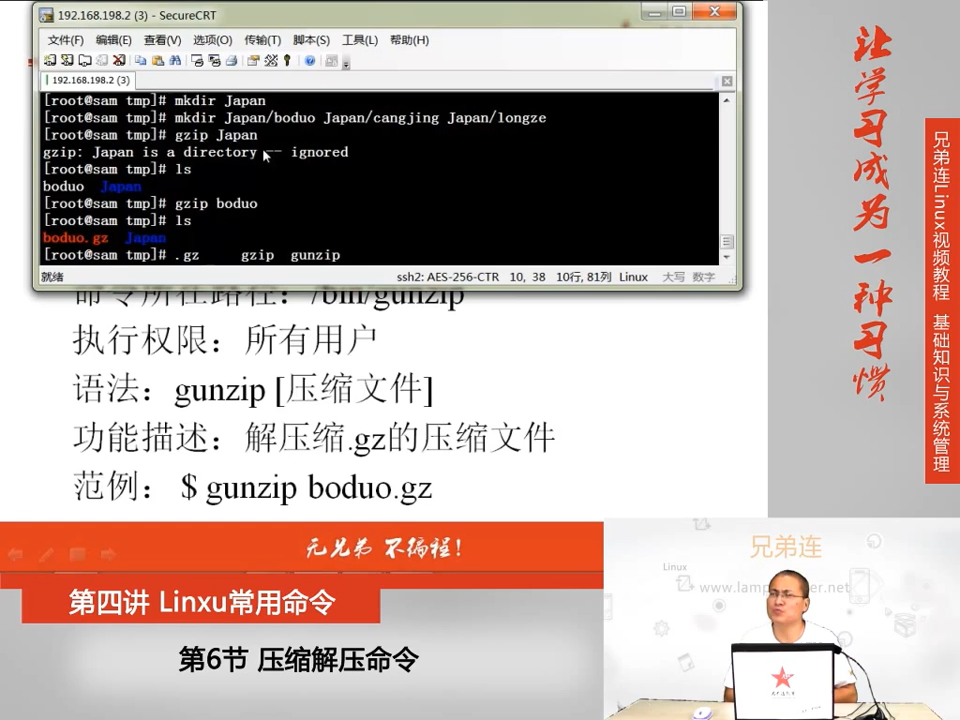 192.168.198.2 (3) - SecureCRT
文件(F) 编辑(E) 查看(V) 选项(O) 传输(T) 脚本(S) 工具(L) 帮助(H)
192.168.198.2 (3)
[root@sam tmp]# mkdir Japan
[root@sam tmp]# mkdir Japan/boduo Japan/cangjing Japan/longze
[root@sam tmp]# gzip Japan
gzip: Japan is a directory -- ignored
[root@sam tmp]# ls
boduo Japan
[root@sam tmp]# gzip boduo
[root@sam tmp]# ls
boduo.gz Japan
[root@sam tmp]# .gz gzip gunzip
就绪 ssh2: AES-256-CTR 10, 38 10行, 81列 Linux 大写 数字
命令所在路径：/bin/gunzip
执行权限：所有用户
语法：gunzip [压缩文件]
功能描述：解压缩.gz的压缩文件
范例： $ gunzip boduo.gz
让学习成为一种习惯
兄弟连Linux视频教程 基础知识与系统管理
无兄弟 不编程!
第四讲 Linxu常用命令
第6节 压缩解压命令
兄弟连
Linux